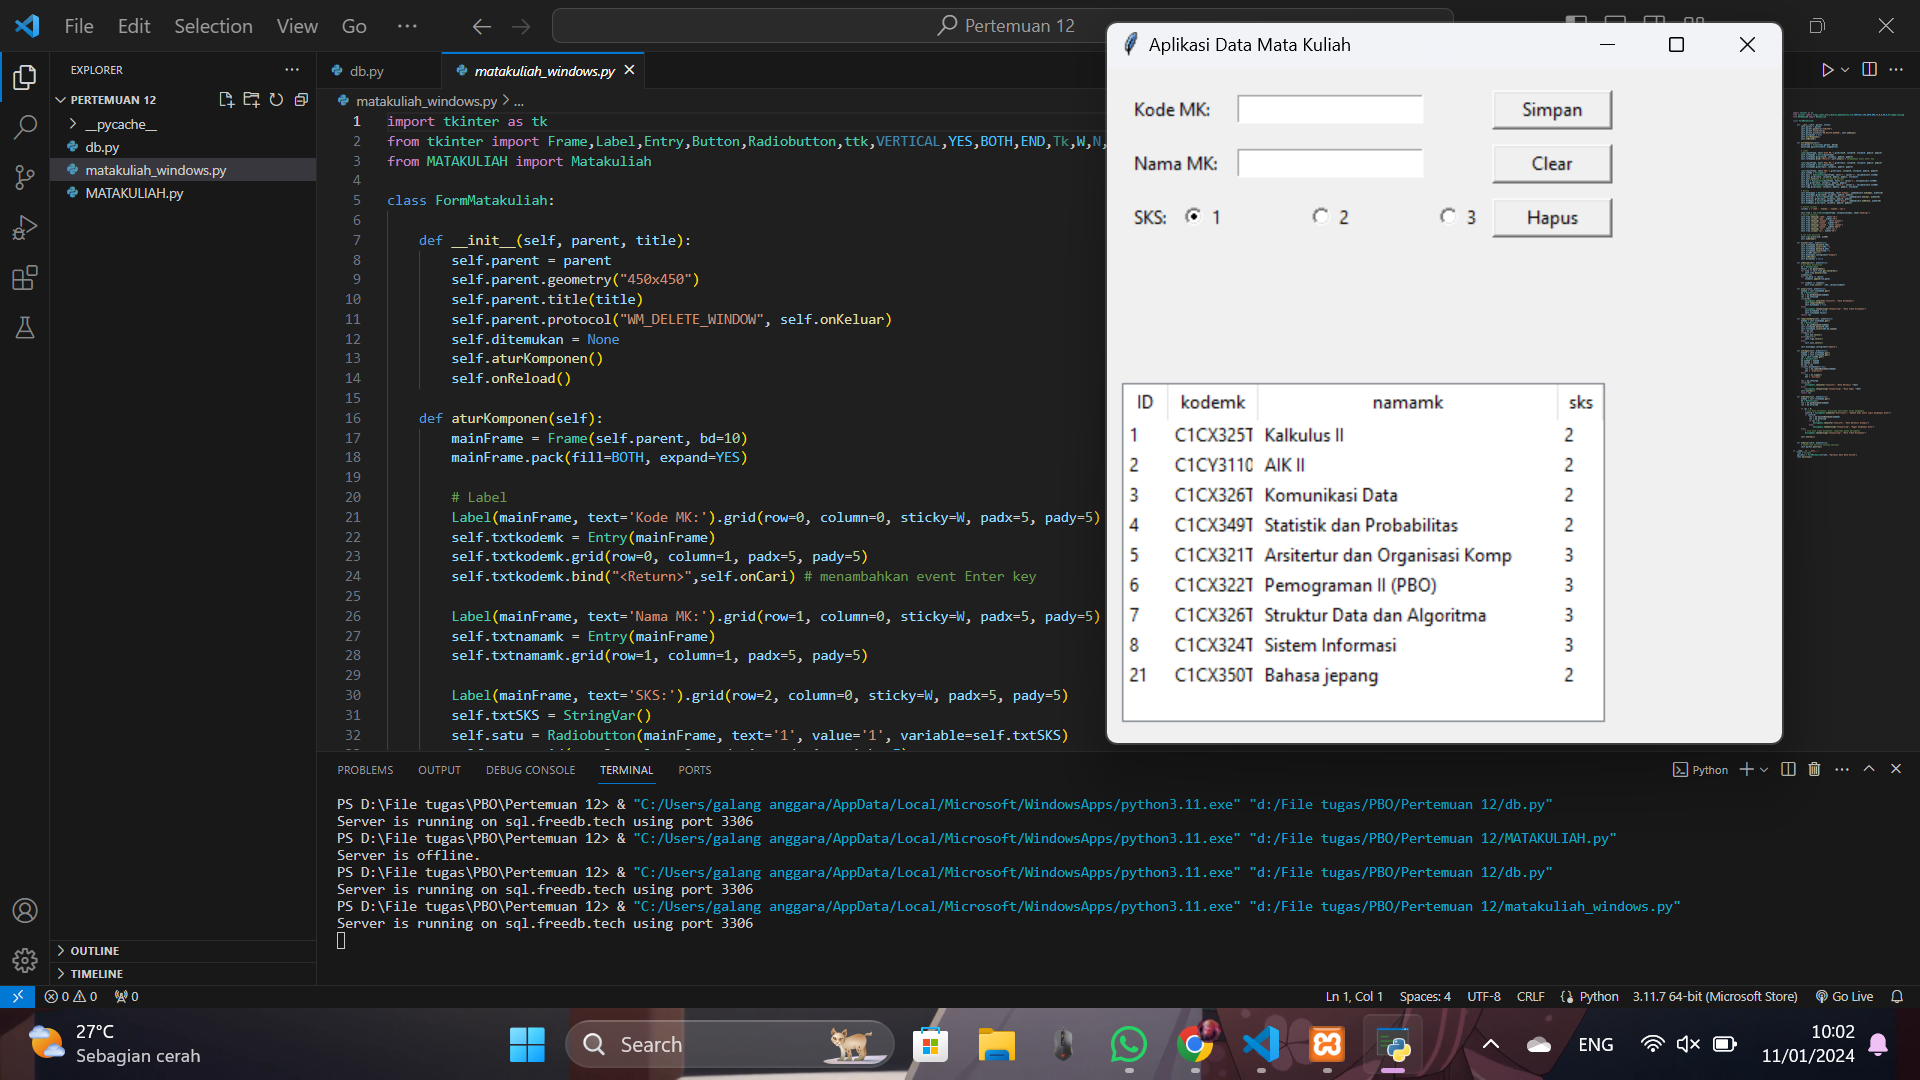 File Edit Selection View Go ··· Pertemuan 12
EXPLORER
PERTEMUAN 12
__pycache__
db.py
matakuliah_windows.py
MATAKULIAH.py
OUTLINE
TIMELINE
db.py matakuliah_windows.py
matakuliah_windows.py > ...
1 import tkinter as tk
2 from tkinter import Frame,Label,Entry,Button,Radiobutton,ttk,VERTICAL,YES,BOTH,END,Tk,W,N,
3 from MATAKULIAH import Matakuliah
4
5 class FormMatakuliah:
6
7 def __init__(self, parent, title):
8 self.parent = parent
9 self.parent.geometry("450x450")
10 self.parent.title(title)
11 self.parent.protocol("WM_DELETE_WINDOW", self.onKeluar)
12 self.ditemukan = None
13 self.aturKomponen()
14 self.onReload()
15
16 def aturKomponen(self):
17 mainFrame = Frame(self.parent, bd=10)
18 mainFrame.pack(fill=BOTH, expand=YES)
19
20 # Label
21 Label(mainFrame, text='Kode MK:').grid(row=0, column=0, sticky=W, padx=5, pady=5)
22 self.txtkodemk = Entry(mainFrame)
23 self.txtkodemk.grid(row=0, column=1, padx=5, pady=5)
24 self.txtkodemk.bind("<Return>",self.onCari) # menambahkan event Enter key
25
26 Label(mainFrame, text='Nama MK:').grid(row=1, column=0, sticky=W, padx=5, pady=5)
27 self.txtnamamk = Entry(mainFrame)
28 self.txtnamamk.grid(row=1, column=1, padx=5, pady=5)
29
30 Label(mainFrame, text='SKS:').grid(row=2, column=0, sticky=W, padx=5, pady=5)
31 self.txtSKS = StringVar()
32 self.satu = Radiobutton(mainFrame, text='1', value='1', variable=self.txtSKS)
Aplikasi Data Mata Kuliah
Kode MK: Simpan
Nama MK: Clear
SKS: 1 2 3 Hapus
ID kodemk namamk sks
1 C1CX325T Kalkulus II 2
2 C1CY3110 AIK II 2
3 C1CX326T Komunikasi Data 2
4 C1CX349T Statistik dan Probabilitas 2
5 C1CX321T Arsitertur dan Organisasi Komp 3
6 C1CX322T Pemograman II (PBO) 3
7 C1CX326T Struktur Data dan Algoritma 3
8 C1CX324T Sistem Informasi 3
21 C1CX350T Bahasa jepang 2
PROBLEMS OUTPUT DEBUG CONSOLE TERMINAL PORTS Python
PS D:\File tugas\PBO\Pertemuan 12> & "C:/Users/galang anggara/AppData/Local/Microsoft/WindowsApps/python3.11.exe" "d:/File tugas/PBO/Pertemuan 12/db.py"
Server is running on sql.freedb.tech using port 3306
PS D:\File tugas\PBO\Pertemuan 12> & "C:/Users/galang anggara/AppData/Local/Microsoft/WindowsApps/python3.11.exe" "d:/File tugas/PBO/Pertemuan 12/MATAKULIAH.py"
Server is offline.
PS D:\File tugas\PBO\Pertemuan 12> & "C:/Users/galang anggara/AppData/Local/Microsoft/WindowsApps/python3.11.exe" "d:/File tugas/PBO/Pertemuan 12/db.py"
Server is running on sql.freedb.tech using port 3306
PS D:\File tugas\PBO\Pertemuan 12> & "C:/Users/galang anggara/AppData/Local/Microsoft/WindowsApps/python3.11.exe" "d:/File tugas/PBO/Pertemuan 12/matakuliah_windows.py"
Server is running on sql.freedb.tech using port 3306
0 0 0 Ln 1, Col 1 Spaces: 4 UTF-8 CRLF Python 3.11.7 64-bit (Microsoft Store) Go Live
27°C
Sebagian cerah
Search
ENG
10:02
11/01/2024